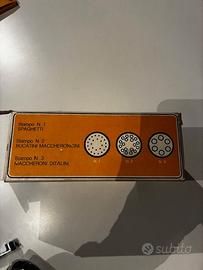 Stampo N. 1
SPAGHETTI
Stampo N. 2
BUCATINI MACCHERONCINI
Stampo N. 3
MACCHERONI DITALINI
N.1 N.2 N.3
subito